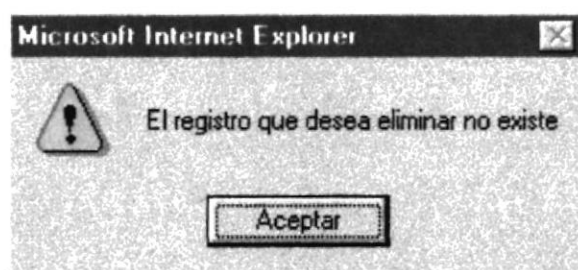 Microsoft Internet Explorer
El registro que desea eliminar no existe
Aceptar